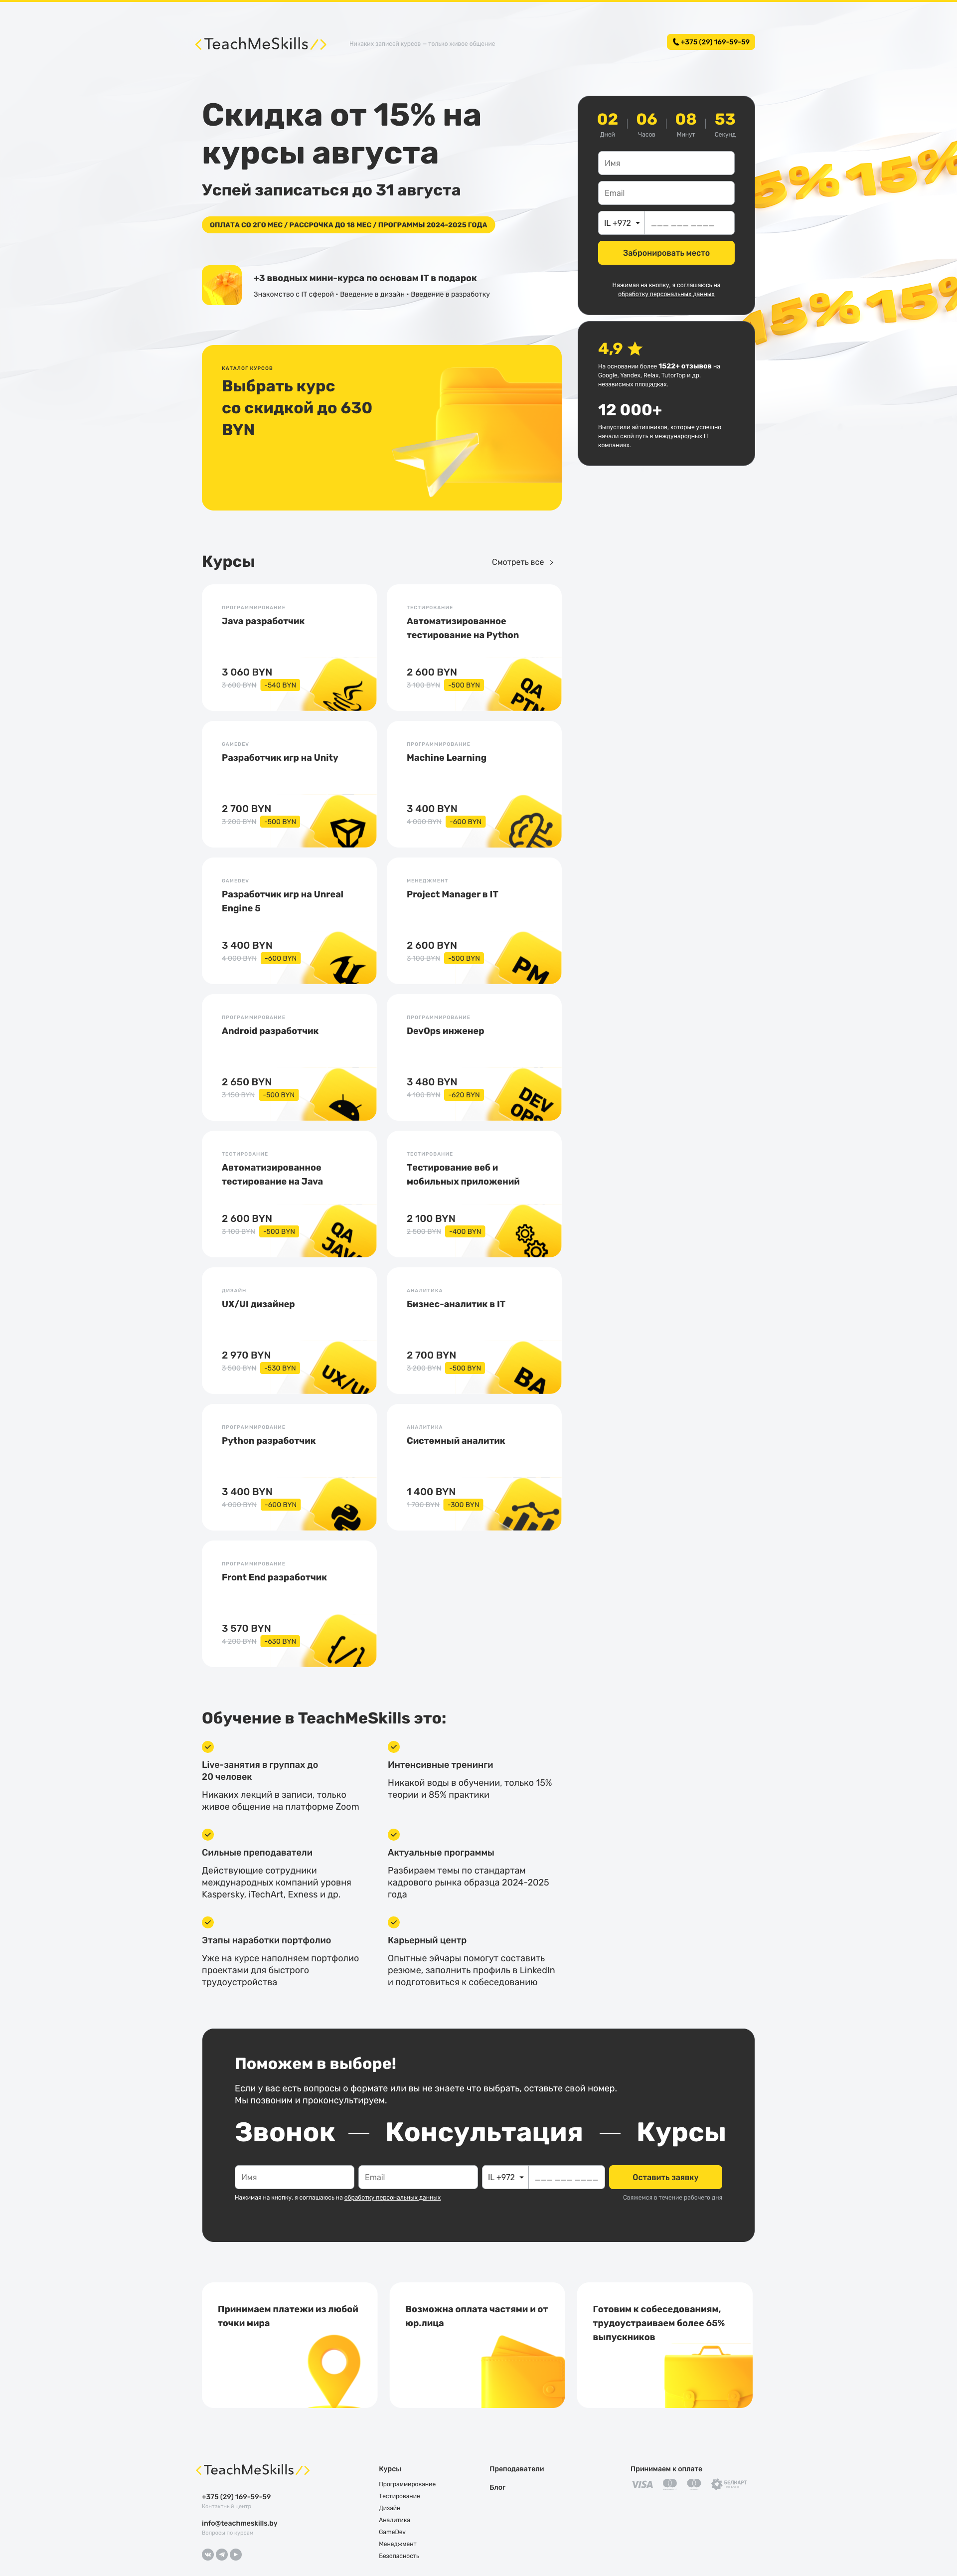 <TeachMeSkills/>
Никаких записей курсов — только живое общение
+375 (29) 169-59-59
Скидка от 15% на
курсы августа
Успей записаться до 31 августа
ОПЛАТА СО 2ГО МЕС / РАССРОЧКА ДО 18 МЕС / ПРОГРАММЫ 2024-2025 ГОДА
+3 вводных мини-курса по основам IT в подарок
Знакомство с IT сферой • Введение в дизайн • Введение в разработку
02 06 08 53
Дней Часов Минут Секунд
Имя
Email
IL +972 ___ ___ ____
Забронировать место
Нажимая на кнопку, я соглашаюсь на
обработку персональных данных
15% 15%
15% 15%
4,9
На основании более 1522+ отзывов на
Google, Yandex, Relax, TutorTop и др.
независмых площадках.
12 000+
Выпустили айтишников, которые успешно
начали свой путь в международных IT
компаниях.
КАТАЛОГ КУРСОВ
Выбрать курс
со скидкой до 630
BYN
Курсы
Смотреть все
ПРОГРАММИРОВАНИЕ
Java разработчик
3 060 BYN
3 600 BYN -540 BYN
ТЕСТИРОВАНИЕ
Автоматизированное
тестирование на Python
2 600 BYN
3 100 BYN -500 BYN
QA
PTN
GAMEDEV
Разработчик игр на Unity
2 700 BYN
3 200 BYN -500 BYN
ПРОГРАММИРОВАНИЕ
Machine Learning
3 400 BYN
4 000 BYN -600 BYN
GAMEDEV
Разработчик игр на Unreal
Engine 5
3 400 BYN
4 000 BYN -600 BYN
МЕНЕДЖМЕНТ
Project Manager в IT
2 600 BYN
3 100 BYN -500 BYN
PM
ПРОГРАММИРОВАНИЕ
Android разработчик
2 650 BYN
3 150 BYN -500 BYN
ПРОГРАММИРОВАНИЕ
DevOps инженер
3 480 BYN
4 100 BYN -620 BYN
DEV
OPS
ТЕСТИРОВАНИЕ
Автоматизированное
тестирование на Java
2 600 BYN
3 100 BYN -500 BYN
QA
JAVA
ТЕСТИРОВАНИЕ
Тестирование веб и
мобильных приложений
2 100 BYN
2 500 BYN -400 BYN
ДИЗАЙН
UX/UI дизайнер
2 970 BYN
3 500 BYN -530 BYN
UX/UI
АНАЛИТИКА
Бизнес-аналитик в IT
2 700 BYN
3 200 BYN -500 BYN
BA
ПРОГРАММИРОВАНИЕ
Python разработчик
3 400 BYN
4 000 BYN -600 BYN
АНАЛИТИКА
Системный аналитик
1 400 BYN
1 700 BYN -300 BYN
ПРОГРАММИРОВАНИЕ
Front End разработчик
3 570 BYN
4 200 BYN -630 BYN
Обучение в TeachMeSkills это:
Live-занятия в группах до
20 человек
Никаких лекций в записи, только
живое общение на платформе Zoom
Интенсивные тренинги
Никакой воды в обучении, только 15%
теории и 85% практики
Сильные преподаватели
Действующие сотрудники
международных компаний уровня
Kaspersky, iTechArt, Exness и др.
Актуальные программы
Разбираем темы по стандартам
кадрового рынка образца 2024-2025
года
Этапы наработки портфолио
Уже на курсе наполняем портфолио
проектами для быстрого
трудоустройства
Карьерный центр
Опытные эйчары помогут составить
резюме, заполнить профиль в LinkedIn
и подготовиться к собеседованию
Поможем в выборе!
Если у вас есть вопросы о формате или вы не знаете что выбрать, оставьте свой номер.
Мы позвоним и проконсультируем.
Звонок — Консультация — Курсы
Имя
Email
IL +972 ___ ___ ____
Оставить заявку
Нажимая на кнопку, я соглашаюсь на обработку персональных данных
Свяжемся в течение рабочего дня
Принимаем платежи из любой
точки мира
Возможна оплата частями и от
юр.лица
Готовим к собеседованиям,
трудоустраиваем более 65%
выпускников
<TeachMeSkills/>
+375 (29) 169-59-59
Контактный центр
info@teachmeskills.by
Вопросы по курсам
Курсы
Программирование
Тестирование
Дизайн
Аналитика
GameDev
Менеджмент
Безопасность
Преподаватели
Блог
Принимаем к оплате
VISA
БЕЛКАРТ